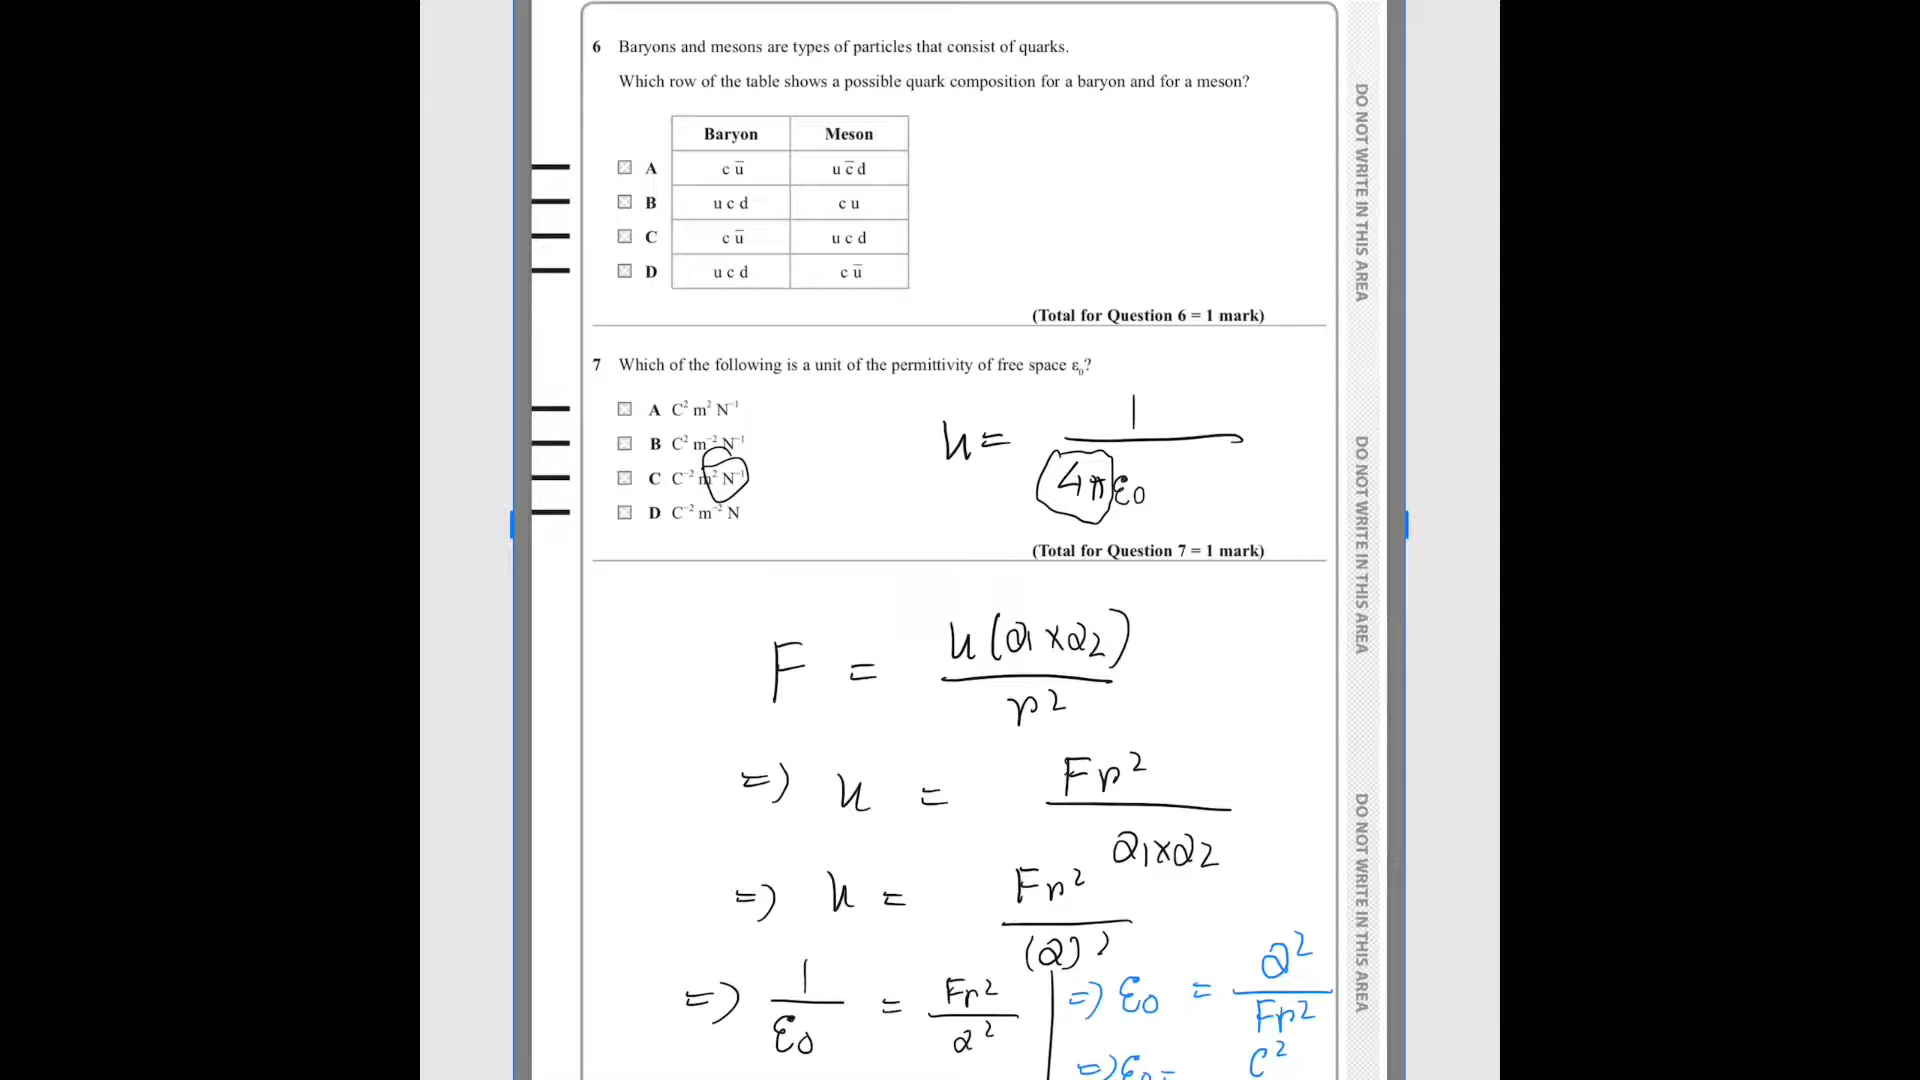 6 Baryons and mesons are types of particles that consist of quarks.
Which row of the table shows a possible quark composition for a baryon and for a meson?
Baryon Meson
A c u̅ u c̅ d
B u c d c u
C c u̅ u c d
D u c d c u̅
(Total for Question 6 = 1 mark)
7 Which of the following is a unit of the permittivity of free space ε₀?
A C² m² N⁻¹
B C² m⁻² N⁻¹
C C⁻² m² N⁻¹
D C⁻² m⁻² N
k = 1 / 4πε0
(Total for Question 7 = 1 mark)
F = k(Q1 × Q2) / r²
=> k = Fr² / Q1×Q2
=> k = Fr² / (Q)²
=> 1 / ε0 = Fr² / Q²
=> ε0 = Q² / Fr²
=> ε0 = C²
DO NOT WRITE IN THIS AREA
DO NOT WRITE IN THIS AREA
DO NOT WRITE IN THIS AREA